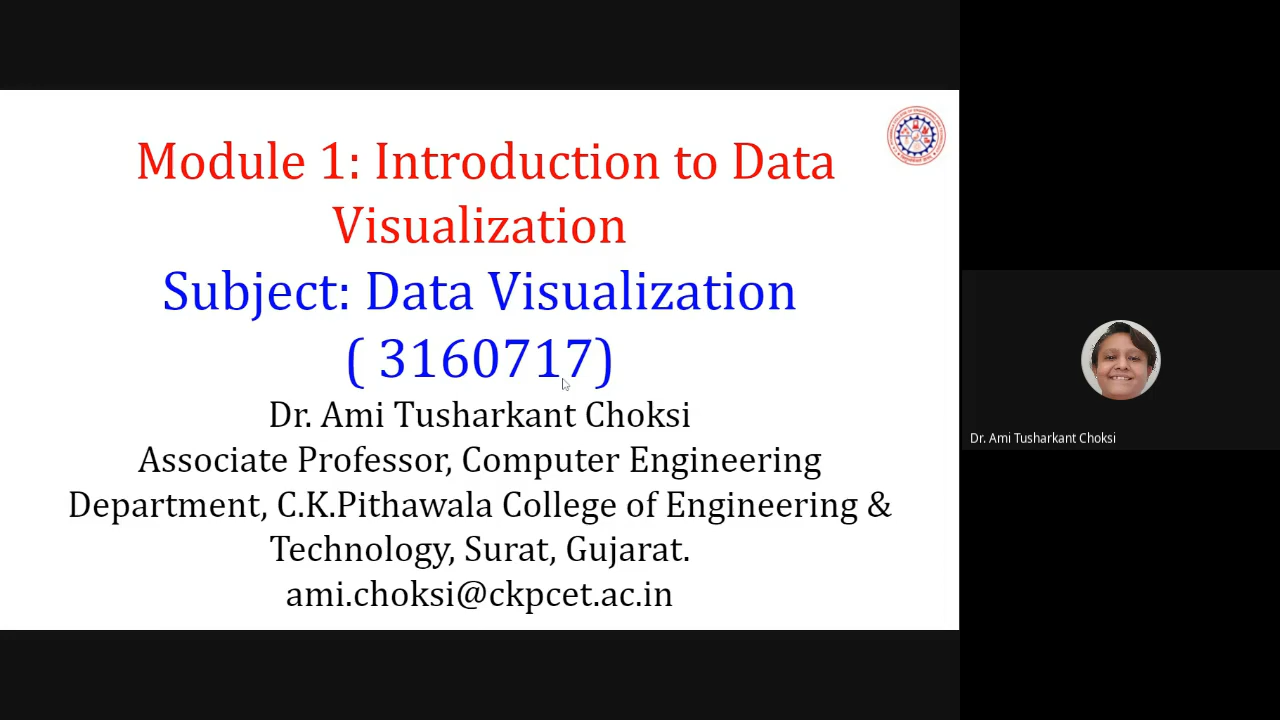 Module 1: Introduction to Data
Visualization
Subject: Data Visualization
( 3160717)
Dr. Ami Tusharkant Choksi
Associate Professor, Computer Engineering
Department, C.K.Pithawala College of Engineering &
Technology, Surat, Gujarat.
ami.choksi@ckpcet.ac.in
Dr. Ami Tusharkant Choksi